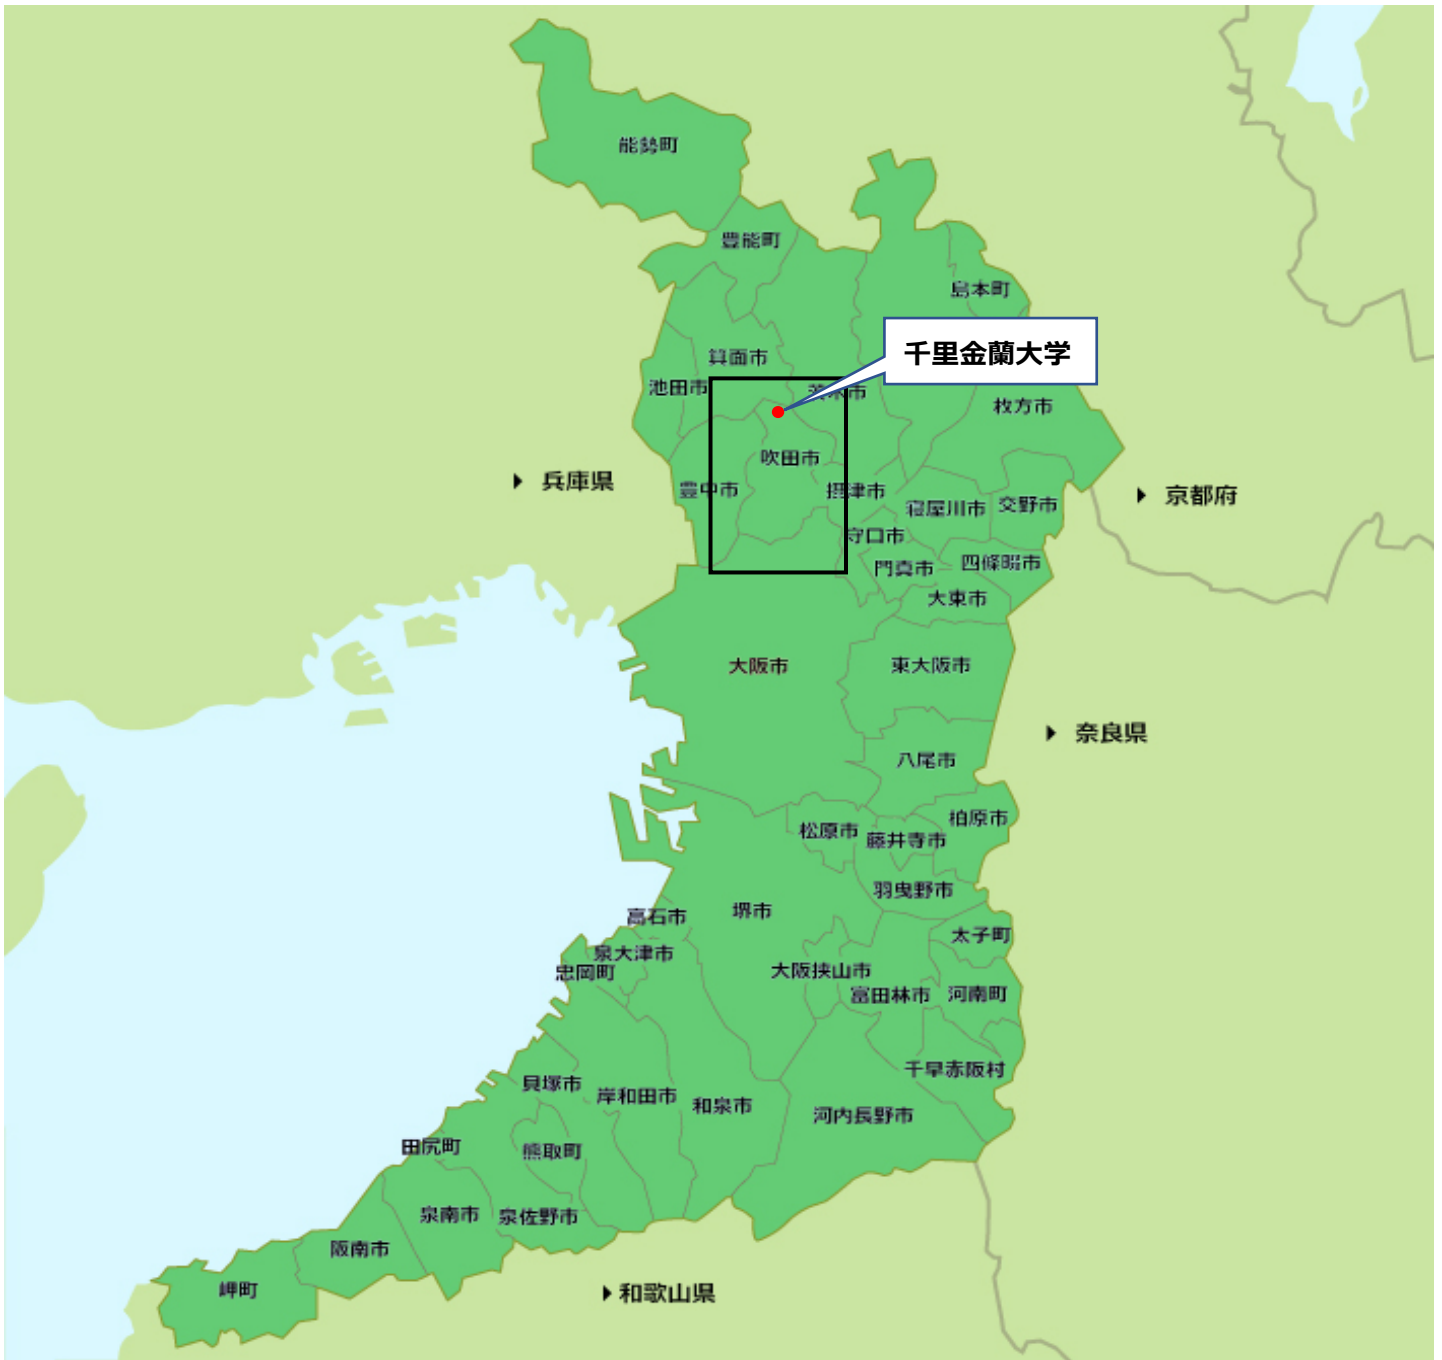 能勢町
豊能町
島本町
千里金蘭大学
箕面市
池田市
茨木市
枚方市
吹田市
兵庫県
豊中市
摂津市
京都府
寝屋川市
交野市
守口市
門真市
四條畷市
大東市
大阪市
東大阪市
奈良県
八尾市
柏原市
松原市
藤井寺市
羽曳野市
高石市
堺市
太子町
泉大津市
忠岡町
大阪狭山市
富田林市
河南町
千早赤阪村
貝塚市
岸和田市
和泉市
河内長野市
田尻町
熊取町
泉南市
泉佐野市
阪南市
岬町
和歌山県